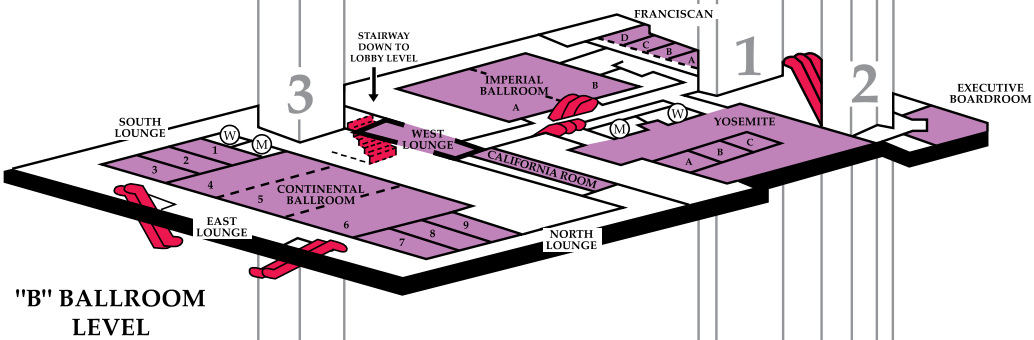 FRANCISCAN
D
C
B
A
STAIRWAY
DOWN TO
LOBBY LEVEL
1
2
3
IMPERIAL
BALLROOM
A
B
EXECUTIVE
BOARDROOM
SOUTH
LOUNGE
W
M
WEST
LOUNGE
M
W
YOSEMITE
A
B
C
CALIFORNIA ROOM
1
2
3
4
5
6
7
8
9
CONTINENTAL
BALLROOM
EAST
LOUNGE
NORTH
LOUNGE
"B" BALLROOM
LEVEL